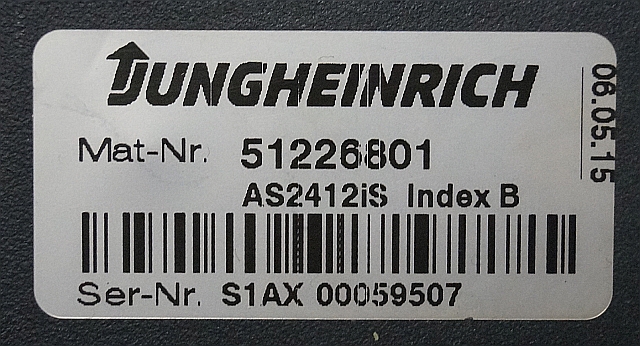 JUNGHEINRICH
Mat-Nr. 51226801
AS2412iS Index B
Ser-Nr. S1AX 00059507
06.05.15